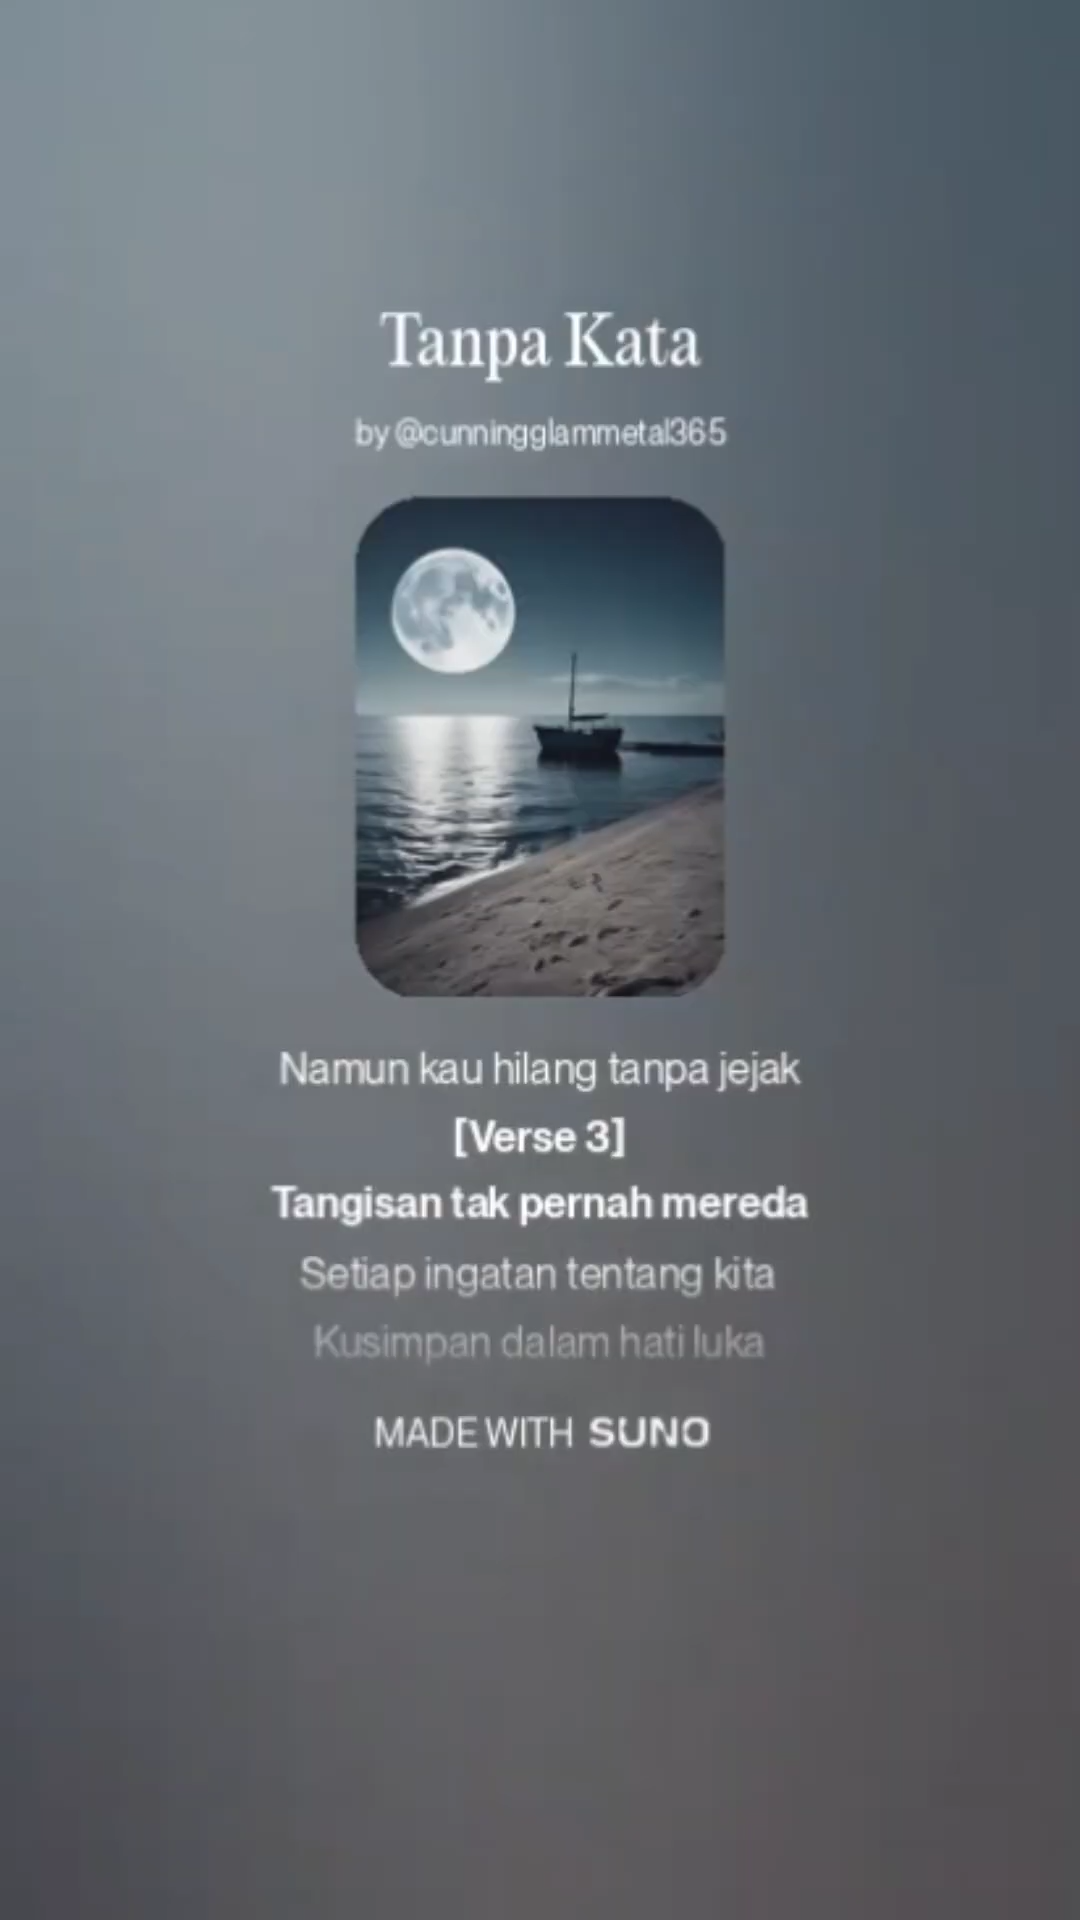 Tanpa Kata
by @cunningglammetal365
Namun kau hilang tanpa jejak
[Verse 3]
Tangisan tak pernah mereda
Setiap ingatan tentang kita
Kusimpan dalam hati luka
MADE WITH SUNO